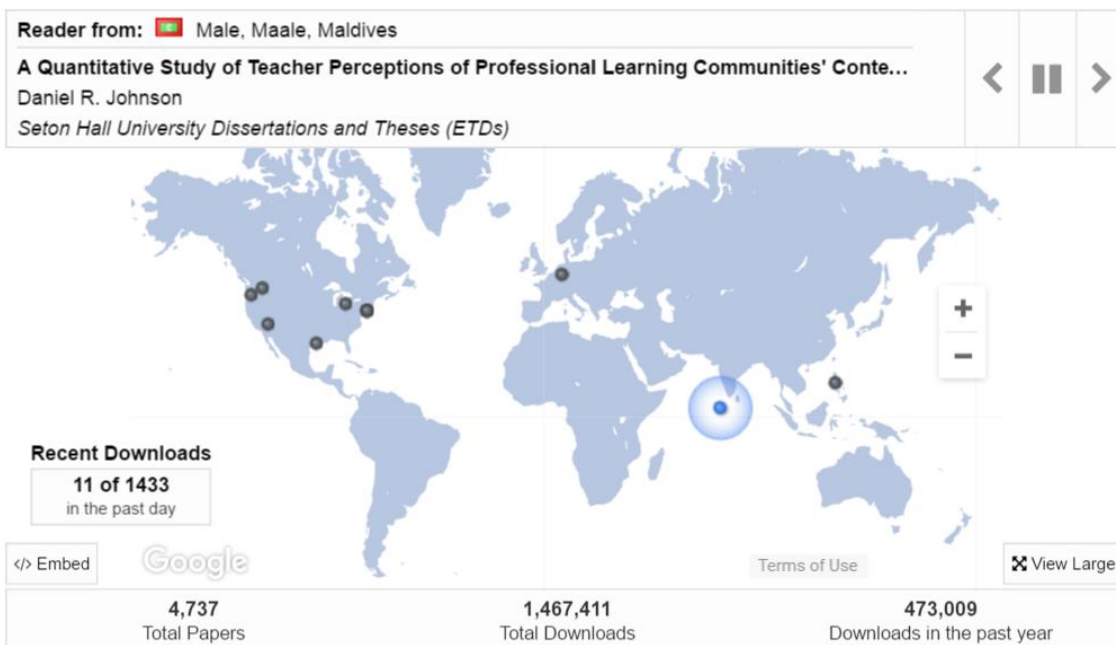 Reader from: Male, Maale, Maldives
A Quantitative Study of Teacher Perceptions of Professional Learning Communities' Conte...
Daniel R. Johnson
Seton Hall University Dissertations and Theses (ETDs)
+
−
Recent Downloads
11 of 1433
in the past day
</> Embed
Google
Terms of Use
View Large
4,737
Total Papers
1,467,411
Total Downloads
473,009
Downloads in the past year